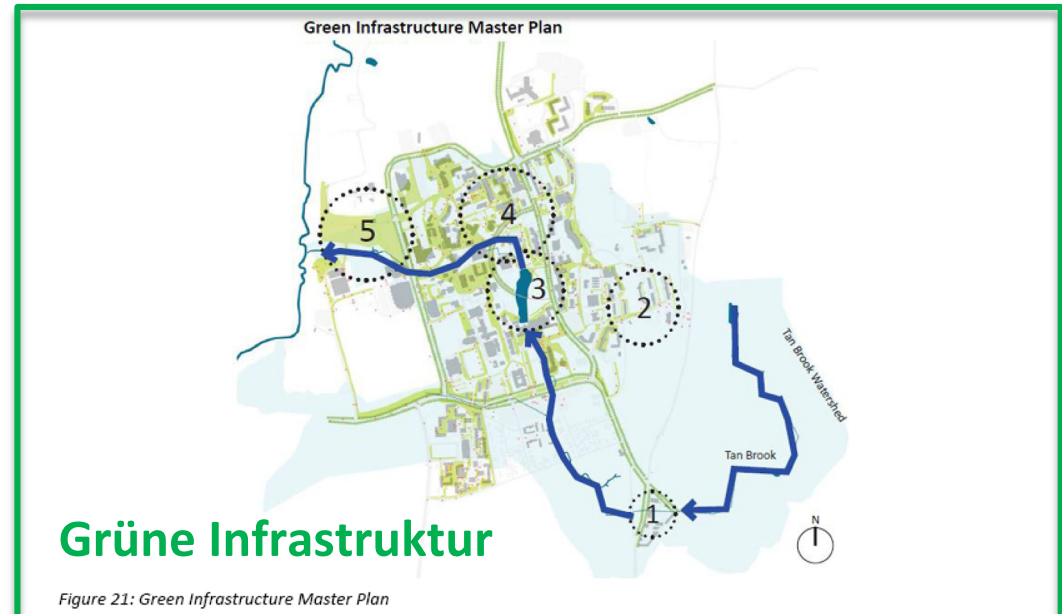 Green Infrastructure Master Plan
4
5
3
2
Tan Brook Watershed
Tan Brook
1
N
Grüne Infrastruktur
Figure 21: Green Infrastructure Master Plan